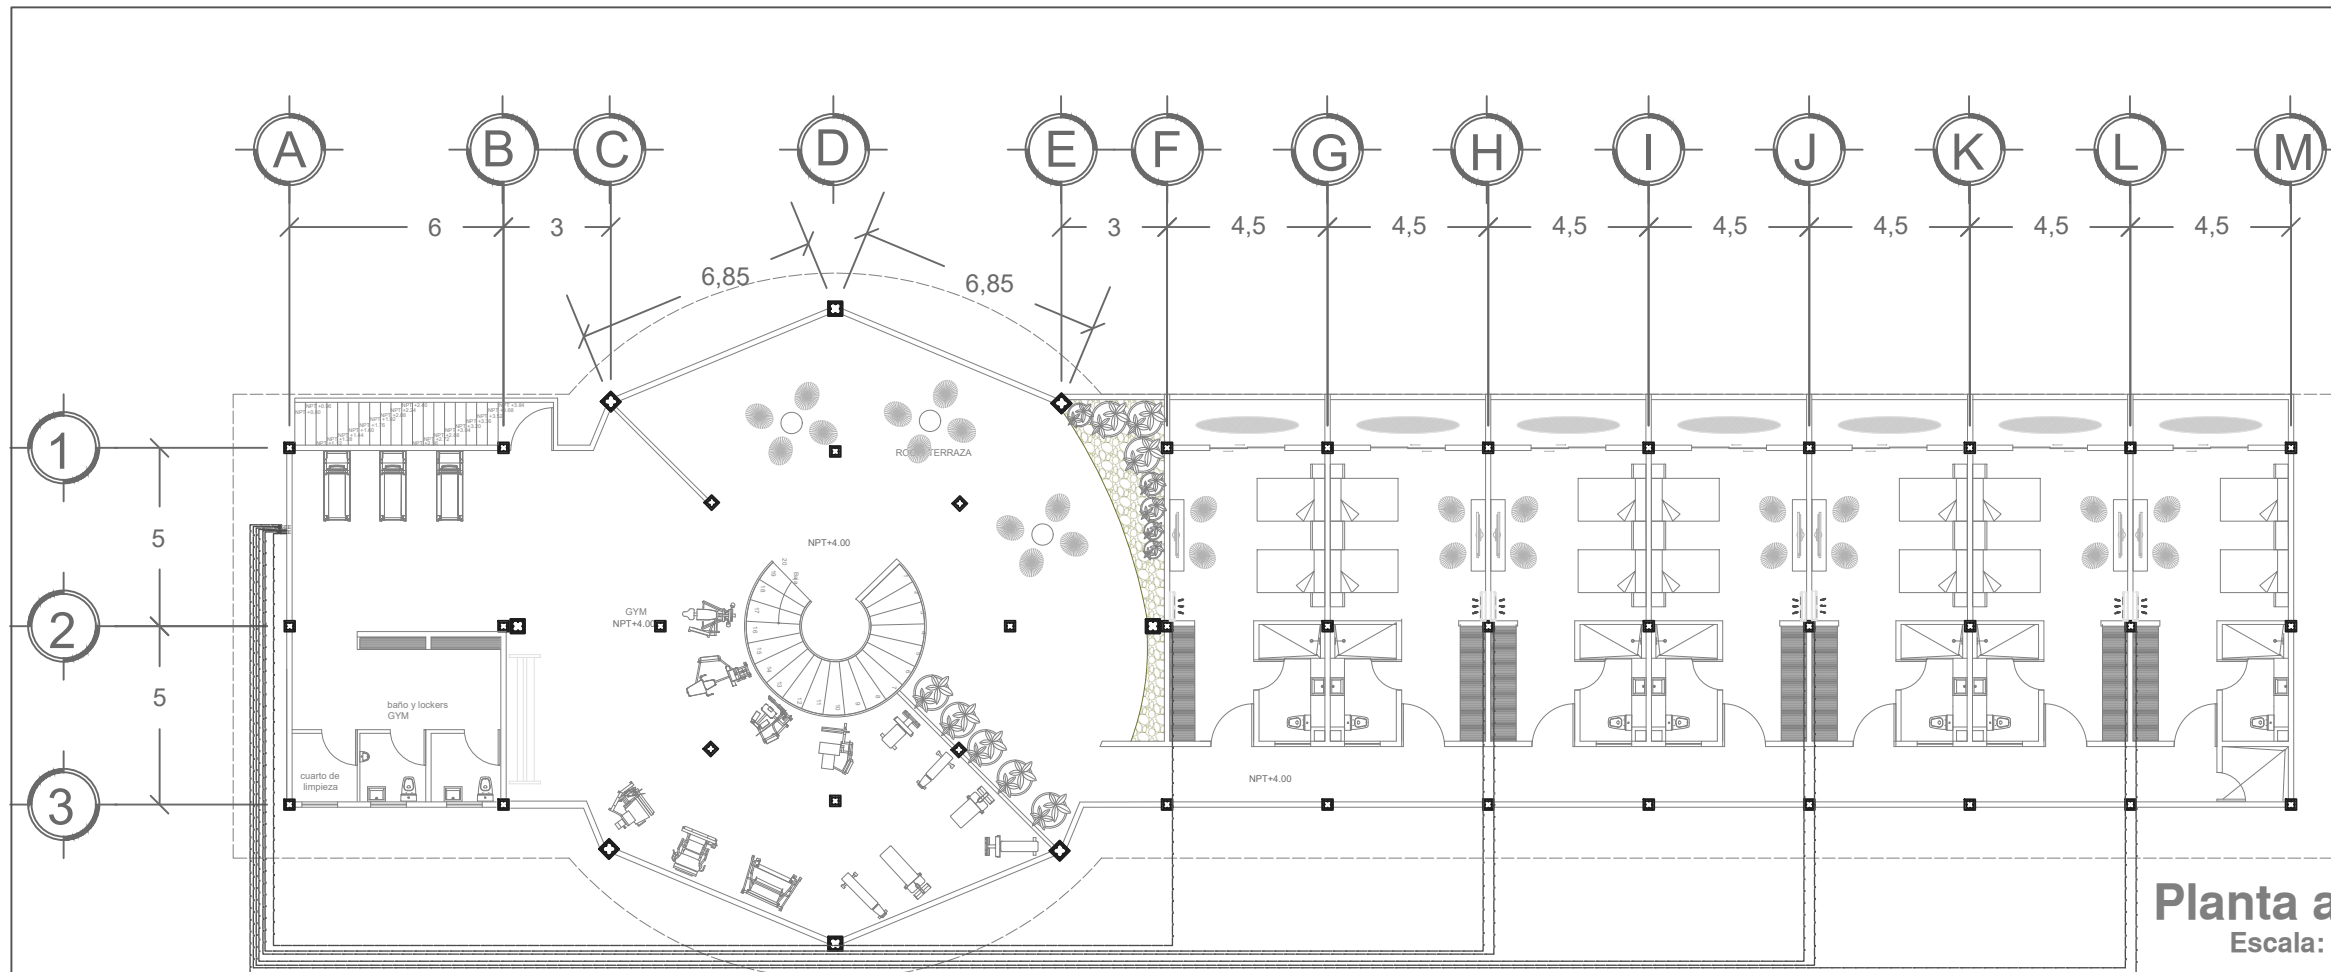 A B C D E F G H I J K L M
6 3 3 4,5 4,5 4,5 4,5 4,5 4,5 4,5
6,85 6,85
1
5
2
5
3
NPT+4.00
GYM
NPT+4.00
TERRAZA
baño y lockers
GYM
cuarto de
limpieza
NPT+4.00
Planta a
Escala: